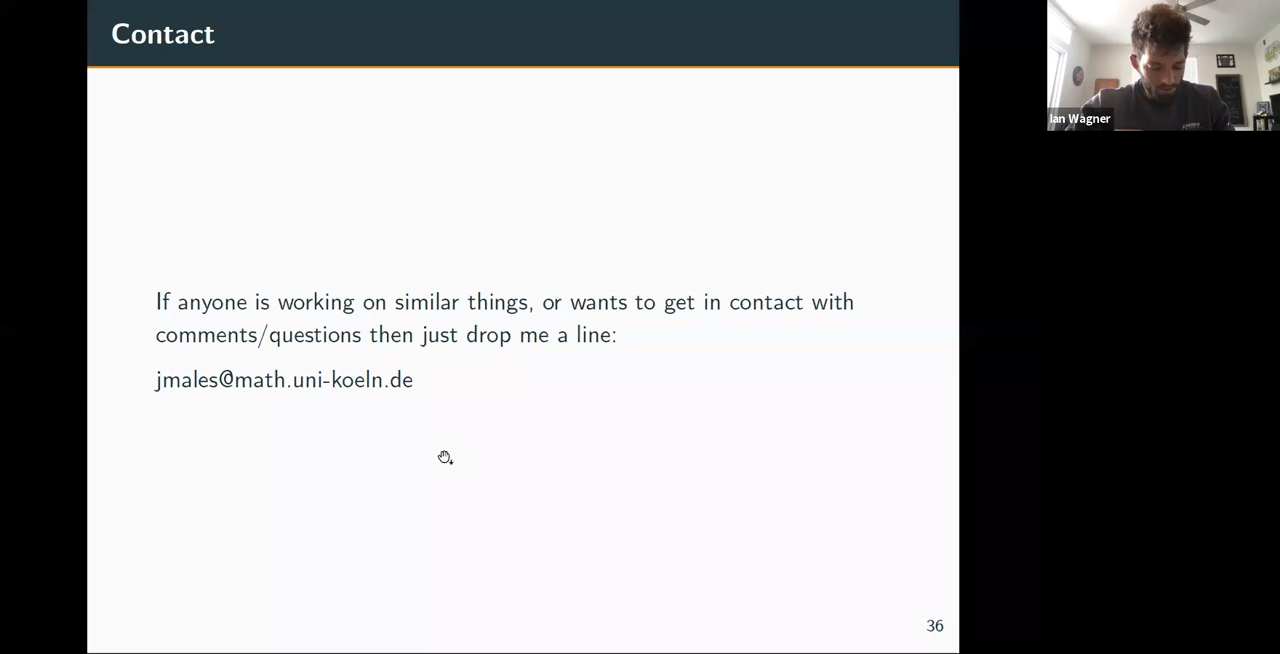 Contact
Ian Wagner
If anyone is working on similar things, or wants to get in contact with
comments/questions then just drop me a line:
jmales@math.uni-koeln.de
36